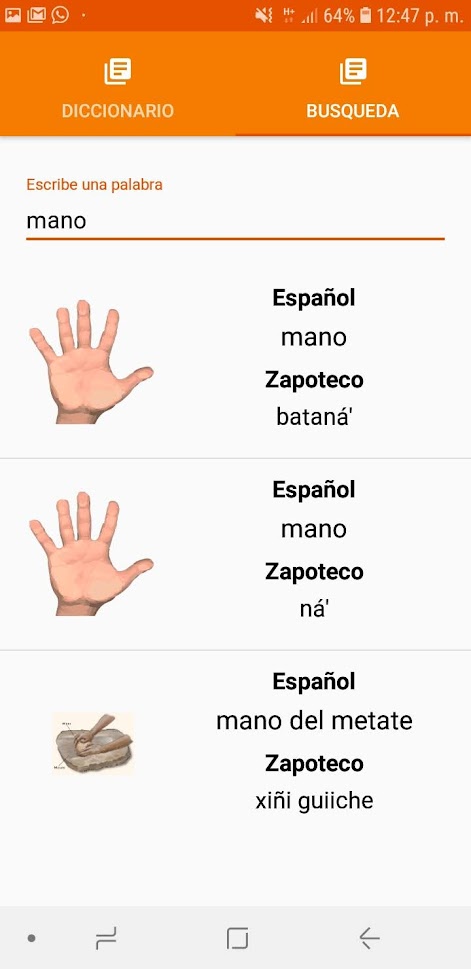 64% 12:47 p. m.
DICCIONARIO
BUSQUEDA
Escribe una palabra
mano
Español
mano
Zapoteco
bataná'
Español
mano
Zapoteco
ná'
Español
mano del metate
Zapoteco
xiñi guiiche